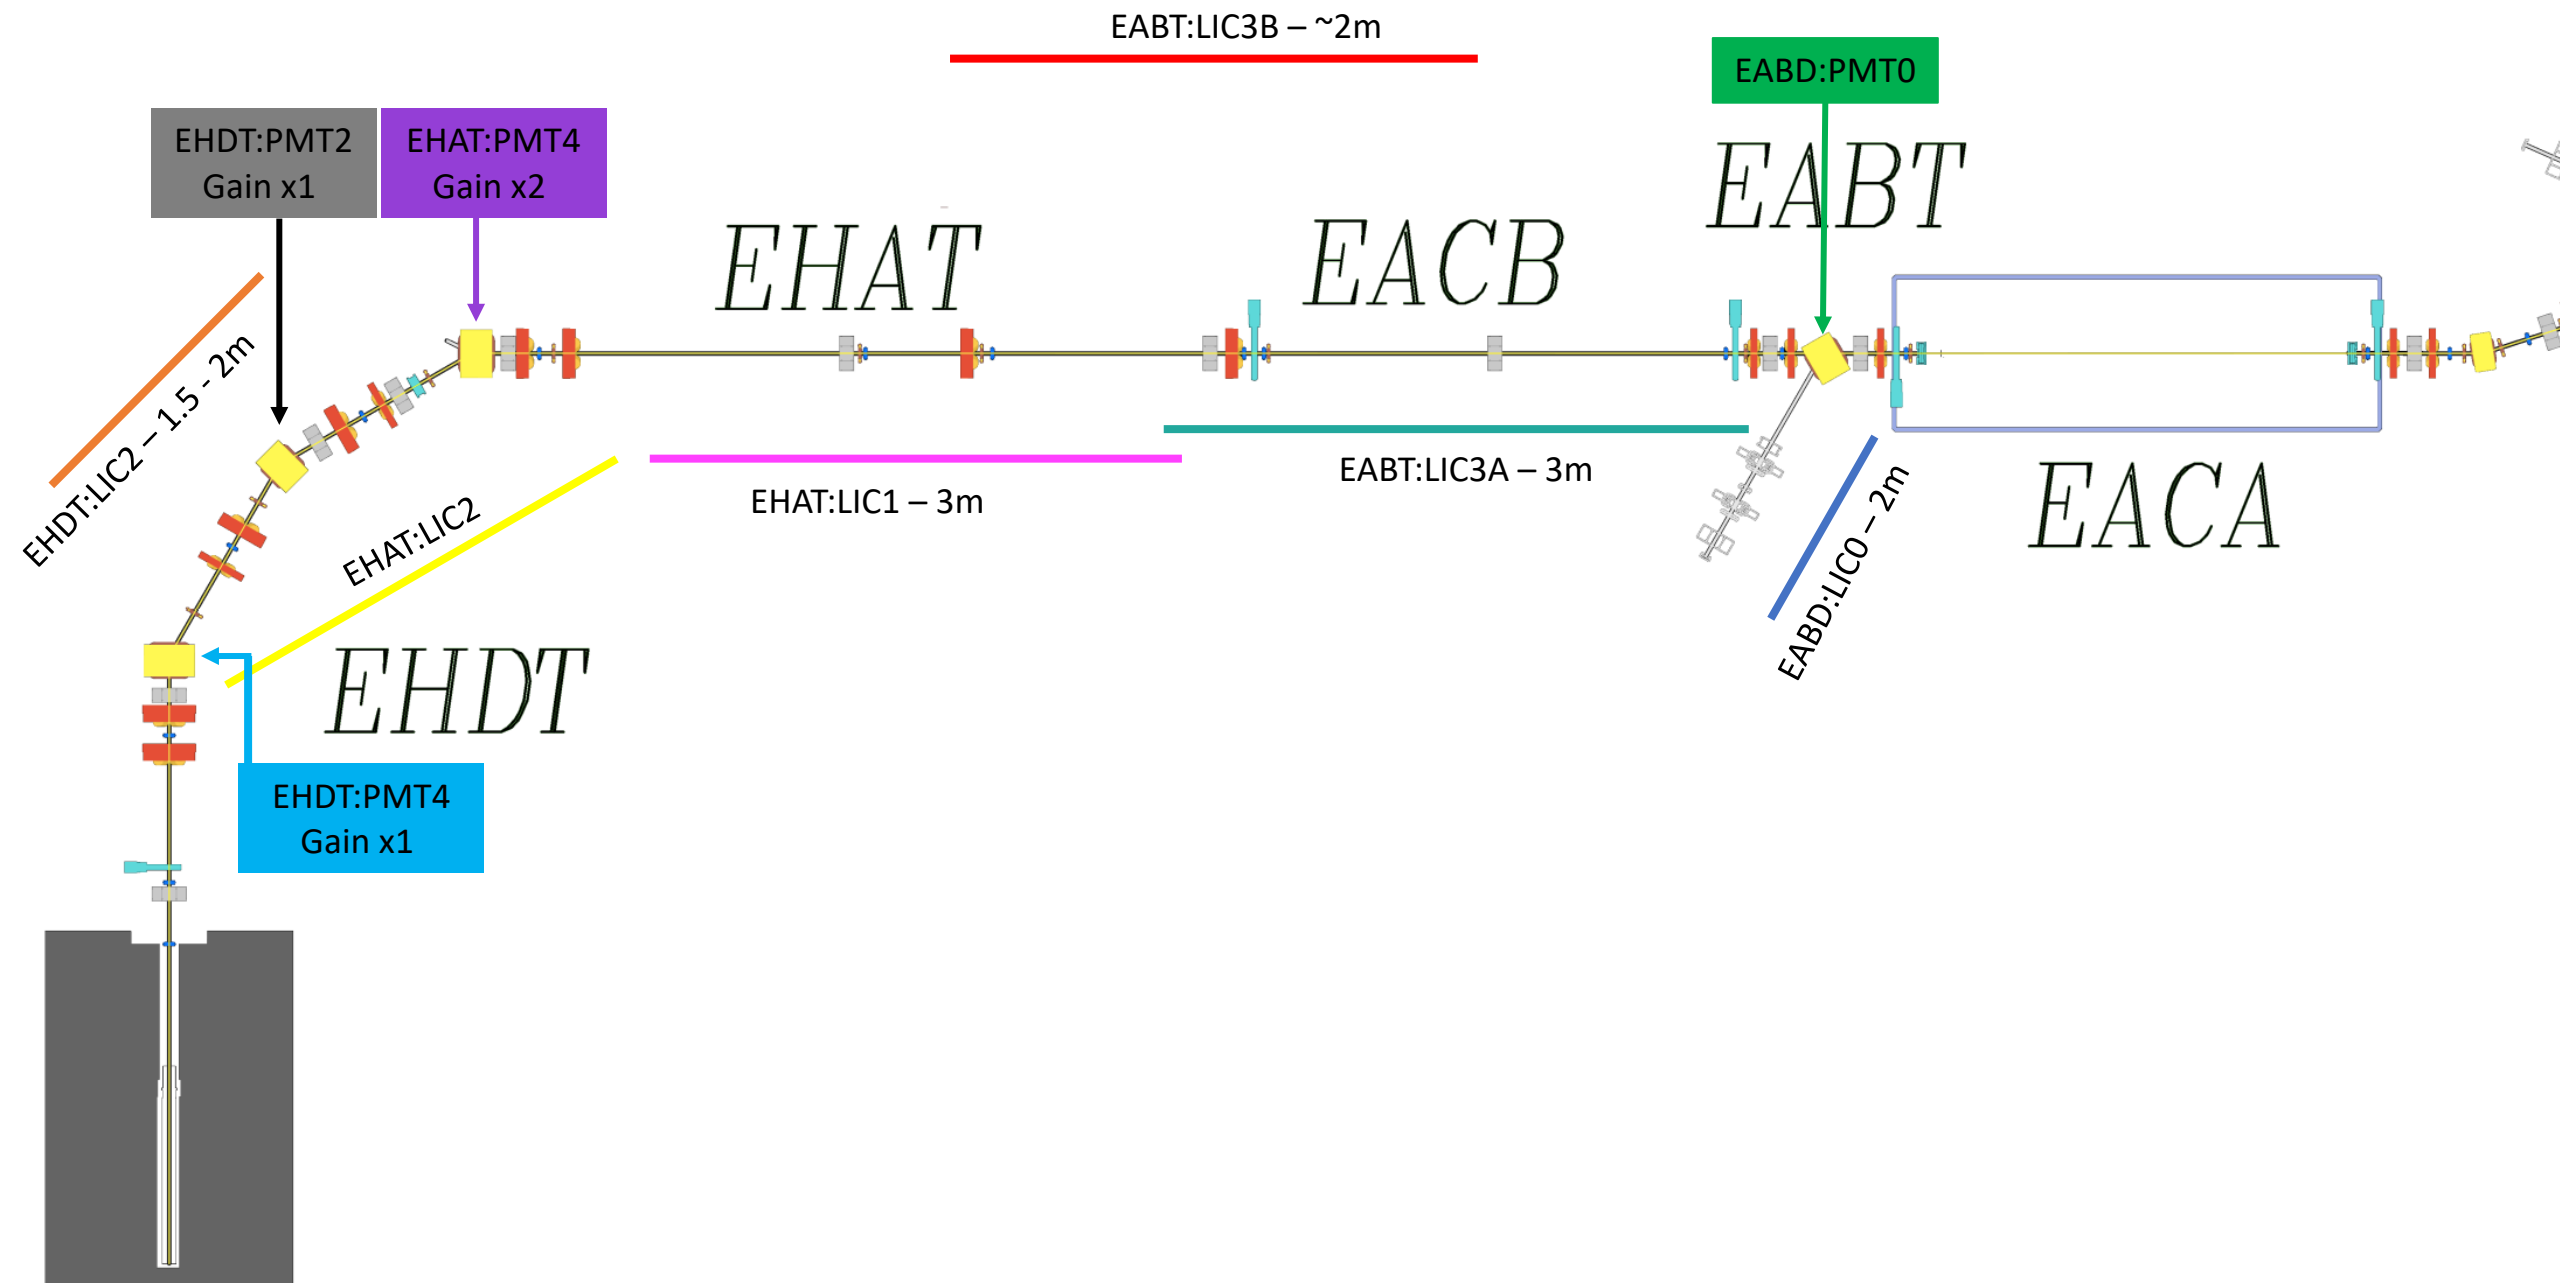 EABT:LIC3B – ~2m
EABD:PMT0
EHDT:PMT2
Gain x1
EHAT:PMT4
Gain x2
EABT
EHAT
EACB
EHDT:LIC2 – 1.5 - 2m
EHAT:LIC2
EHAT:LIC1 – 3m
EABT:LIC3A – 3m
EABD:LIC0 – 2m
EACA
EHDT
EHDT:PMT4
Gain x1